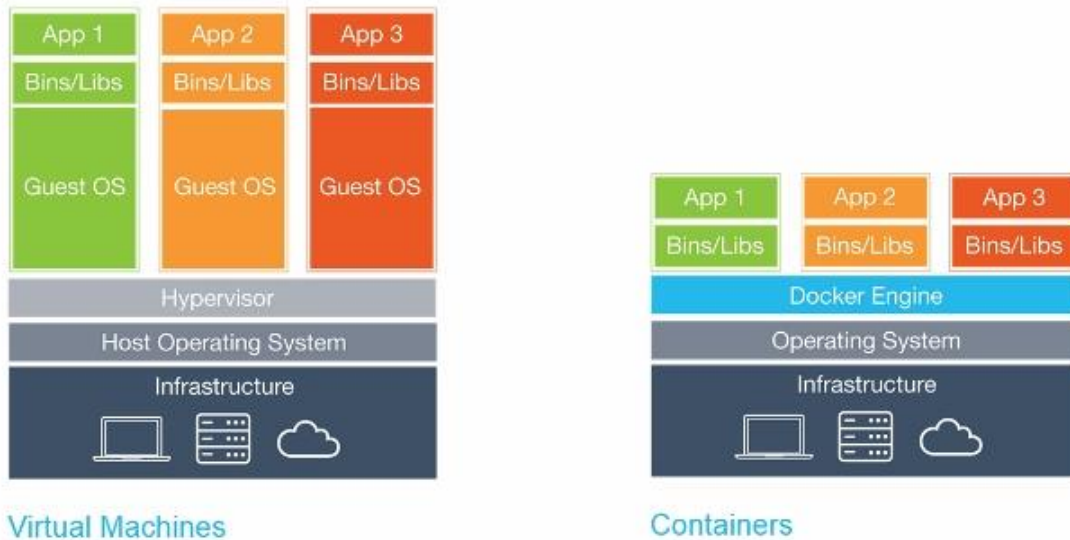 App 1
App 2
App 3
Bins/Libs
Bins/Libs
Bins/Libs
Guest OS
Guest OS
Guest OS
Hypervisor
Host Operating System
Infrastructure
Virtual Machines
App 1
App 2
App 3
Bins/Libs
Bins/Libs
Bins/Libs
Docker Engine
Operating System
Infrastructure
Containers